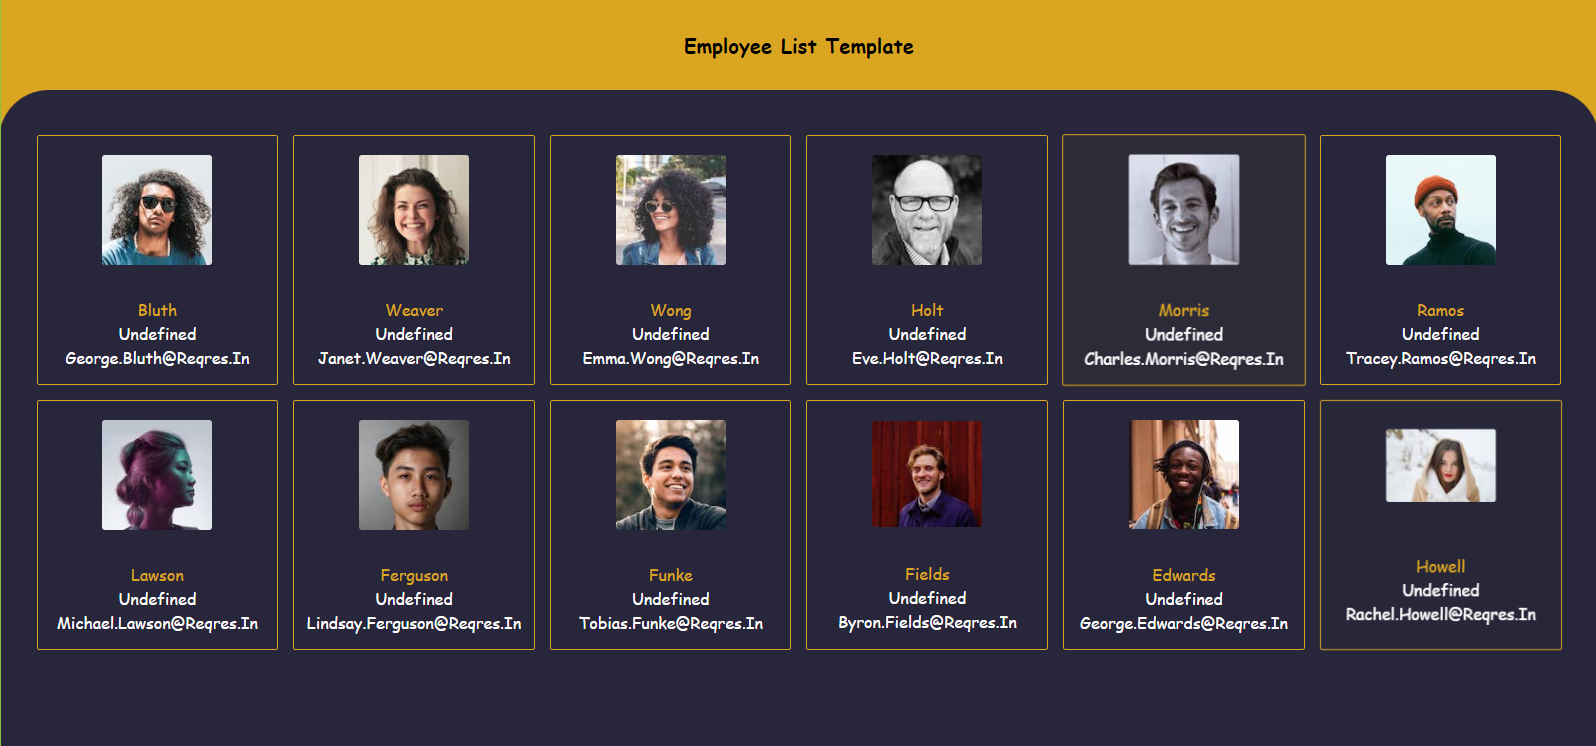 Employee List Template
Bluth
Undefined
George.Bluth@Reqres.In
Weaver
Undefined
Janet.Weaver@Reqres.In
Wong
Undefined
Emma.Wong@Reqres.In
Holt
Undefined
Eve.Holt@Reqres.In
Morris
Undefined
Charles.Morris@Reqres.In
Ramos
Undefined
Tracey.Ramos@Reqres.In
Lawson
Undefined
Michael.Lawson@Reqres.In
Ferguson
Undefined
Lindsay.Ferguson@Reqres.In
Funke
Undefined
Tobias.Funke@Reqres.In
Fields
Undefined
Byron.Fields@Reqres.In
Edwards
Undefined
George.Edwards@Reqres.In
Howell
Undefined
Rachel.Howell@Reqres.In